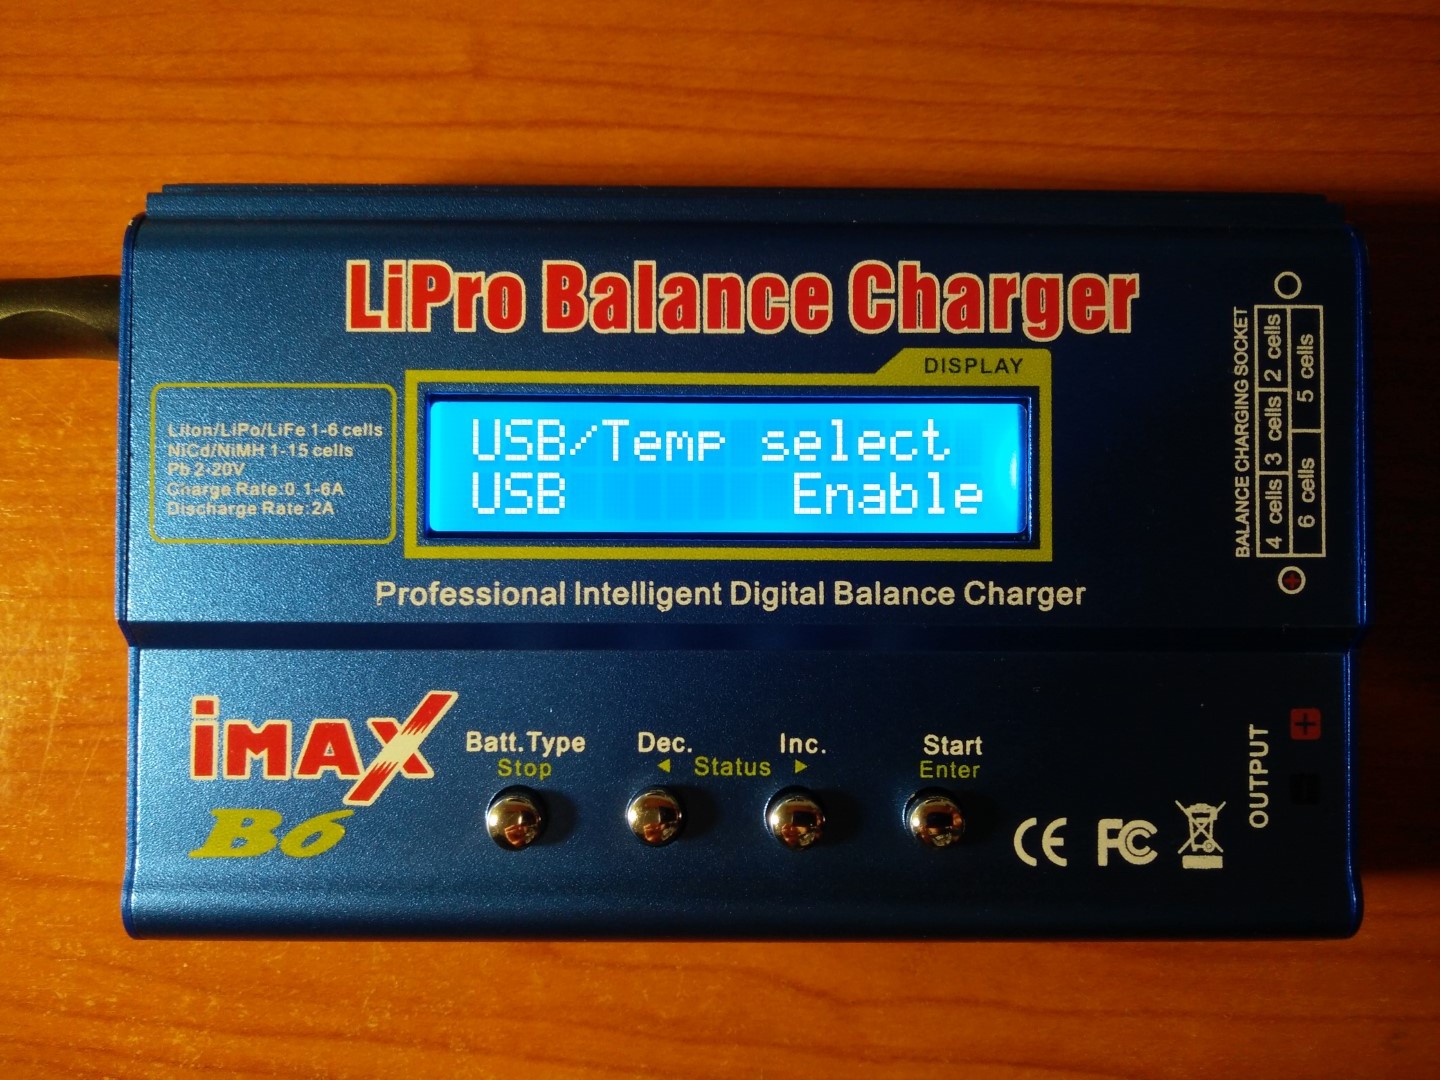 LiPro Balance Charger
DISPLAY
LiIon/LiPo/LiFe 1-6 cells
NiCd/NiMH 1-15 cells
Pb 2-20V
Charge Rate:0.1-6A
Discharge Rate:2A
USB/Temp select
USB Enable
Professional Intelligent Digital Balance Charger
BALANCE CHARGING SOCKET
4 cells 3 cells 2 cells
6 cells 5 cells
iMAX
B6
Batt.Type
Stop
Dec. Inc.
◄ Status ►
Start
Enter
CE FC
OUTPUT
+
-